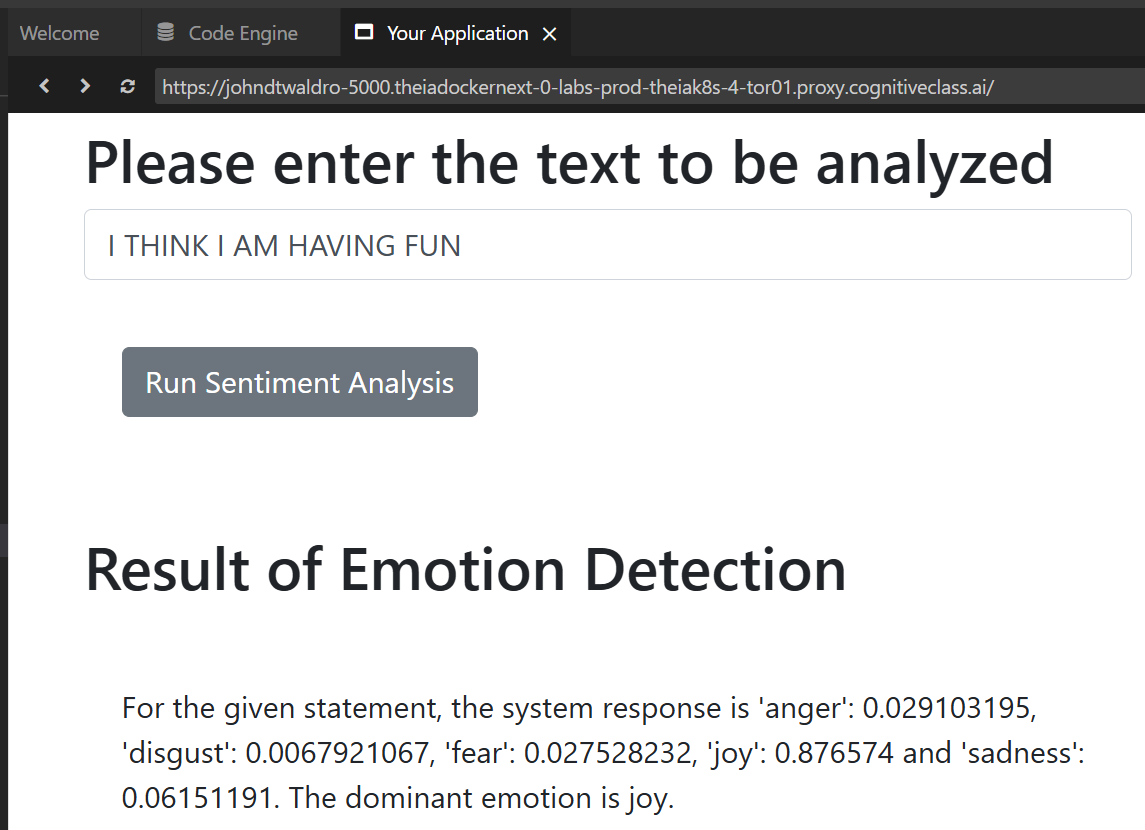 Welcome Code Engine Your Application
https://johndtwaldro-5000.theiadockernext-0-labs-prod-theiak8s-4-tor01.proxy.cognitiveclass.ai/
Please enter the text to be analyzed
I THINK I AM HAVING FUN
Run Sentiment Analysis
Result of Emotion Detection
For the given statement, the system response is 'anger': 0.029103195,
'disgust': 0.0067921067, 'fear': 0.027528232, 'joy': 0.876574 and 'sadness':
0.06151191. The dominant emotion is joy.